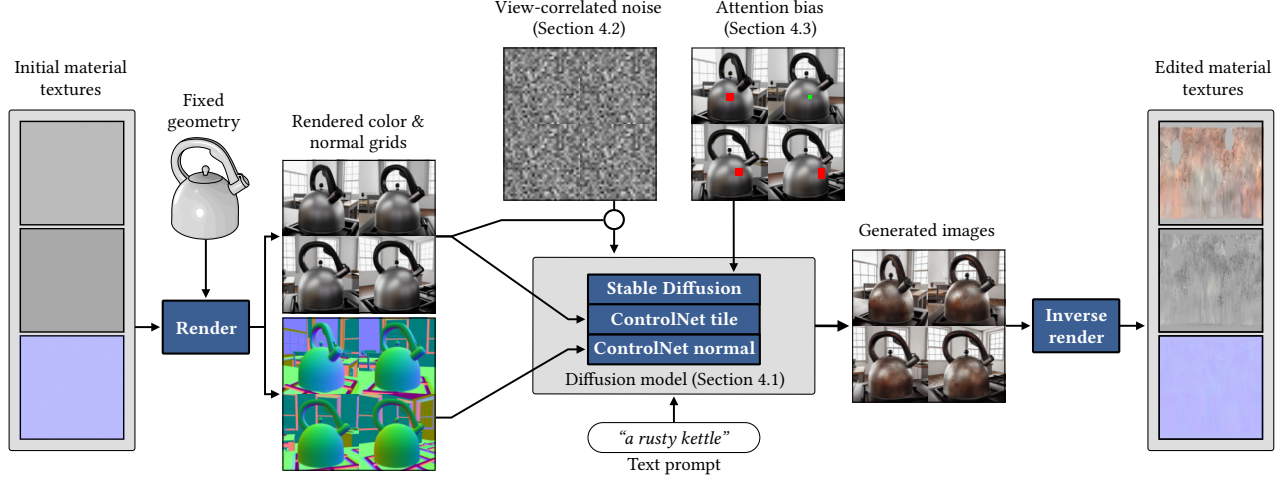 Initial material
textures
Fixed
geometry
Rendered color &
normal grids
View-correlated noise
(Section 4.2)
Attention bias
(Section 4.3)
Render
Stable Diffusion
ControlNet tile
ControlNet normal
Diffusion model (Section 4.1)
“a rusty kettle”
Text prompt
Generated images
Inverse
render
Edited material
textures